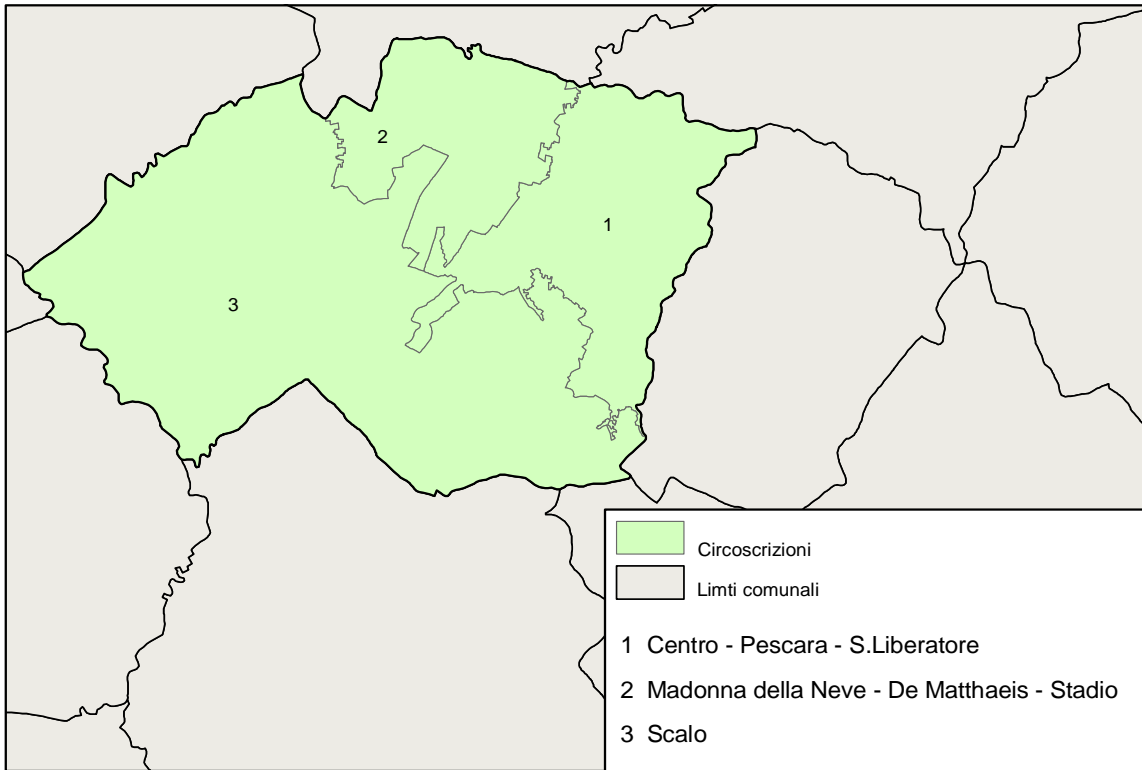 2
1
3
Circoscrizioni
Limti comunali
1 Centro - Pescara - S.Liberatore
2 Madonna della Neve - De Matthaeis - Stadio
3 Scalo